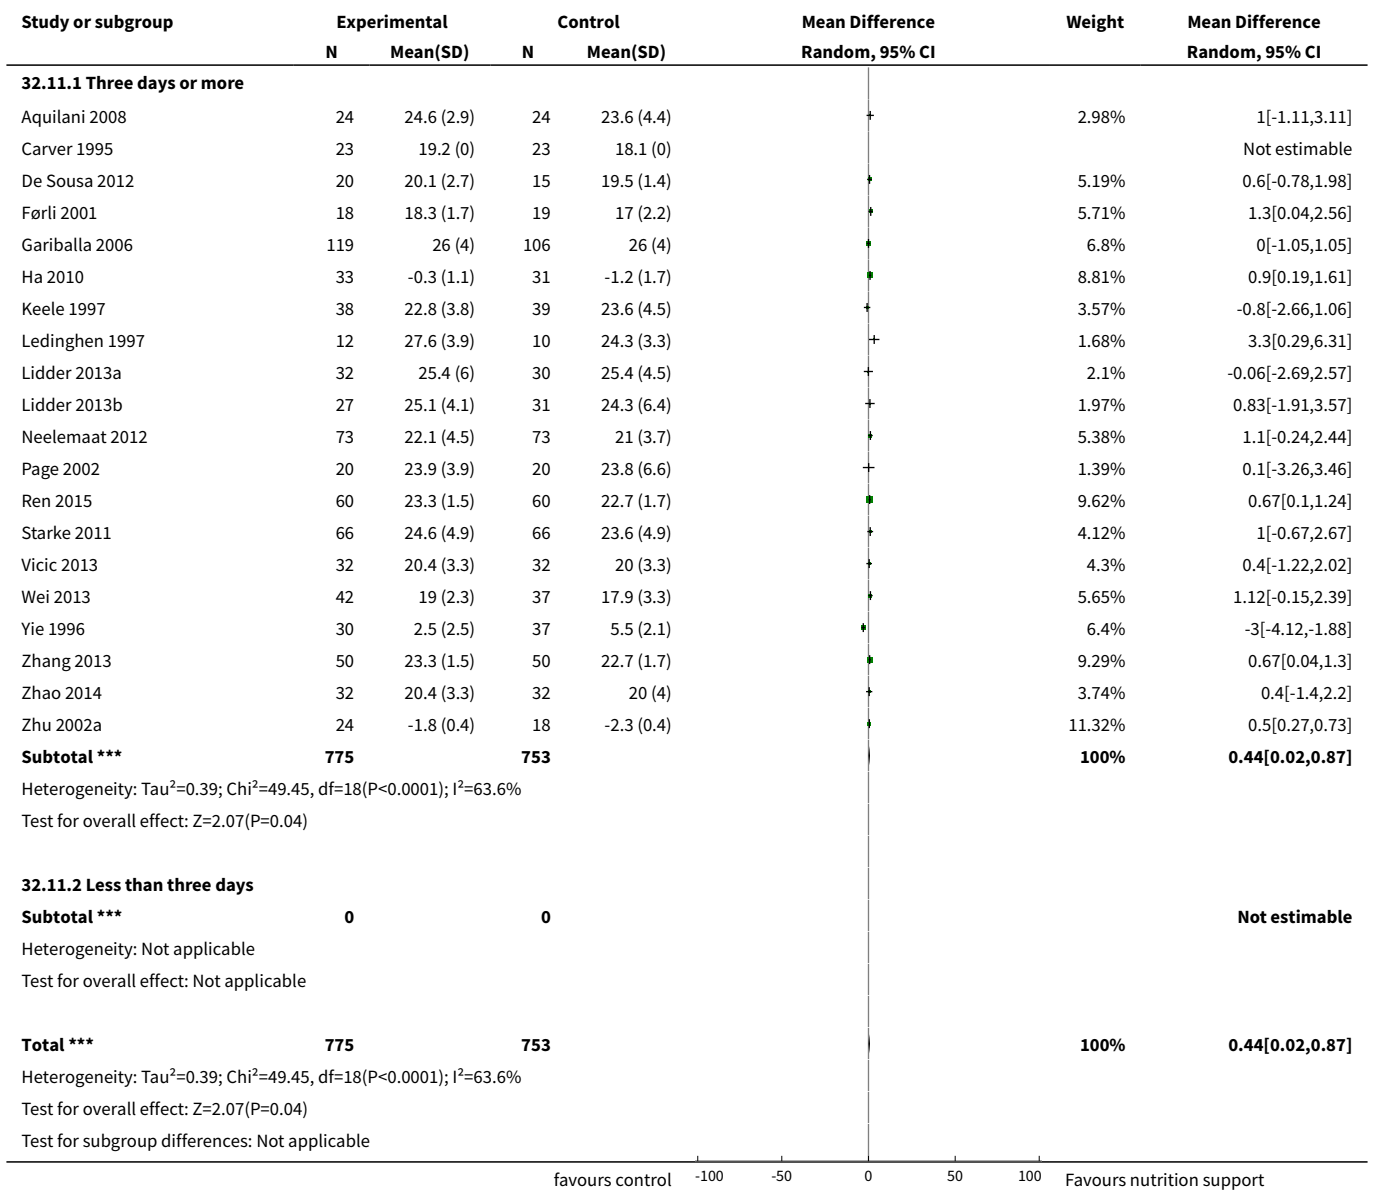 Study or subgroup Experimental Control Mean Difference Weight Mean Difference
N Mean(SD) N Mean(SD) Random, 95% CI Random, 95% CI
32.11.1 Three days or more
Aquilani 2008 24 24.6 (2.9) 24 23.6 (4.4) 2.98% 1[-1.11,3.11]
Carver 1995 23 19.2 (0) 23 18.1 (0) Not estimable
De Sousa 2012 20 20.1 (2.7) 15 19.5 (1.4) 5.19% 0.6[-0.78,1.98]
Førli 2001 18 18.3 (1.7) 19 17 (2.2) 5.71% 1.3[0.04,2.56]
Gariballa 2006 119 26 (4) 106 26 (4) 6.8% 0[-1.05,1.05]
Ha 2010 33 -0.3 (1.1) 31 -1.2 (1.7) 8.81% 0.9[0.19,1.61]
Keele 1997 38 22.8 (3.8) 39 23.6 (4.5) 3.57% -0.8[-2.66,1.06]
Ledinghen 1997 12 27.6 (3.9) 10 24.3 (3.3) 1.68% 3.3[0.29,6.31]
Lidder 2013a 32 25.4 (6) 30 25.4 (4.5) 2.1% -0.06[-2.69,2.57]
Lidder 2013b 27 25.1 (4.1) 31 24.3 (6.4) 1.97% 0.83[-1.91,3.57]
Neelemaat 2012 73 22.1 (4.5) 73 21 (3.7) 5.38% 1.1[-0.24,2.44]
Page 2002 20 23.9 (3.9) 20 23.8 (6.6) 1.39% 0.1[-3.26,3.46]
Ren 2015 60 23.3 (1.5) 60 22.7 (1.7) 9.62% 0.67[0.1,1.24]
Starke 2011 66 24.6 (4.9) 66 23.6 (4.9) 4.12% 1[-0.67,2.67]
Vicic 2013 32 20.4 (3.3) 32 20 (3.3) 4.3% 0.4[-1.22,2.02]
Wei 2013 42 19 (2.3) 37 17.9 (3.3) 5.65% 1.12[-0.15,2.39]
Yie 1996 30 2.5 (2.5) 37 5.5 (2.1) 6.4% -3[-4.12,-1.88]
Zhang 2013 50 23.3 (1.5) 50 22.7 (1.7) 9.29% 0.67[0.04,1.3]
Zhao 2014 32 20.4 (3.3) 32 20 (4) 3.74% 0.4[-1.4,2.2]
Zhu 2002a 24 -1.8 (0.4) 18 -2.3 (0.4) 11.32% 0.5[0.27,0.73]
Subtotal *** 775 753 100% 0.44[0.02,0.87]
Heterogeneity: Tau²=0.39; Chi²=49.45, df=18(P<0.0001); I²=63.6%
Test for overall effect: Z=2.07(P=0.04)
32.11.2 Less than three days
Subtotal *** 0 0 Not estimable
Heterogeneity: Not applicable
Test for overall effect: Not applicable
Total *** 775 753 100% 0.44[0.02,0.87]
Heterogeneity: Tau²=0.39; Chi²=49.45, df=18(P<0.0001); I²=63.6%
Test for overall effect: Z=2.07(P=0.04)
Test for subgroup differences: Not applicable
favours control -100 -50 0 50 100 Favours nutrition support